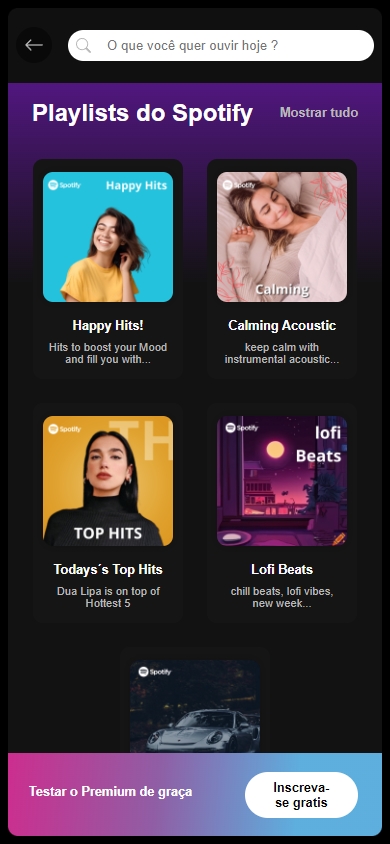 O que você quer ouvir hoje ?
Playlists do Spotify
Mostrar tudo
Spotify
Happy Hits
Happy Hits!
Hits to boost your Mood
and fill you with...
Spotify
Calming
Calming Acoustic
keep calm with
instrumental acoustic...
Spotify
TH
TOP HITS
Todays´s Top Hits
Dua Lipa is on top of
Hottest 5
Spotify
lofi
Beats
Lofi Beats
chill beats, lofi vibes,
new week...
Spotify
Testar o Premium de graça
Inscreva-
se gratis